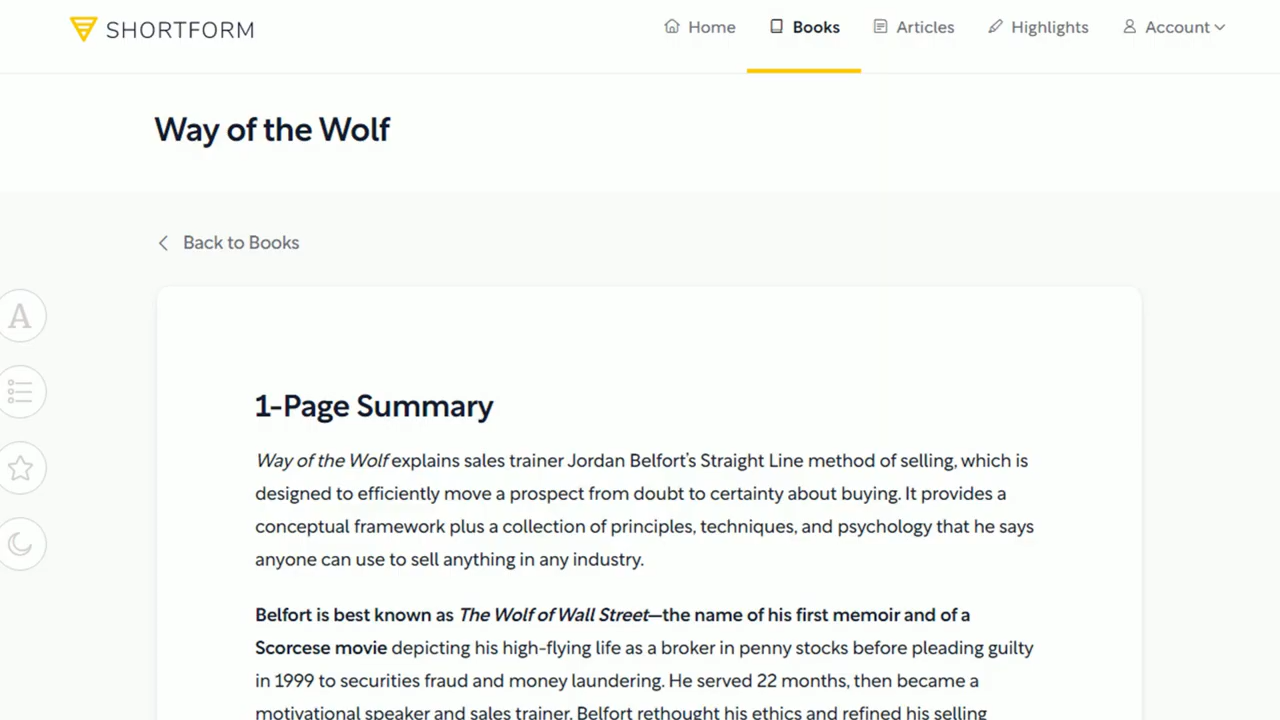 SHORTFORM
Home Books Articles Highlights Account
Way of the Wolf
Back to Books
A
1-Page Summary
Way of the Wolf explains sales trainer Jordan Belfort's Straight Line method of selling, which is
designed to efficiently move a prospect from doubt to certainty about buying. It provides a
conceptual framework plus a collection of principles, techniques, and psychology that he says
anyone can use to sell anything in any industry.
Belfort is best known as The Wolf of Wall Street—the name of his first memoir and of a
Scorcese movie depicting his high-flying life as a broker in penny stocks before pleading guilty
in 1999 to securities fraud and money laundering. He served 22 months, then became a
motivational speaker and sales trainer. Belfort rethought his ethics and refined his selling